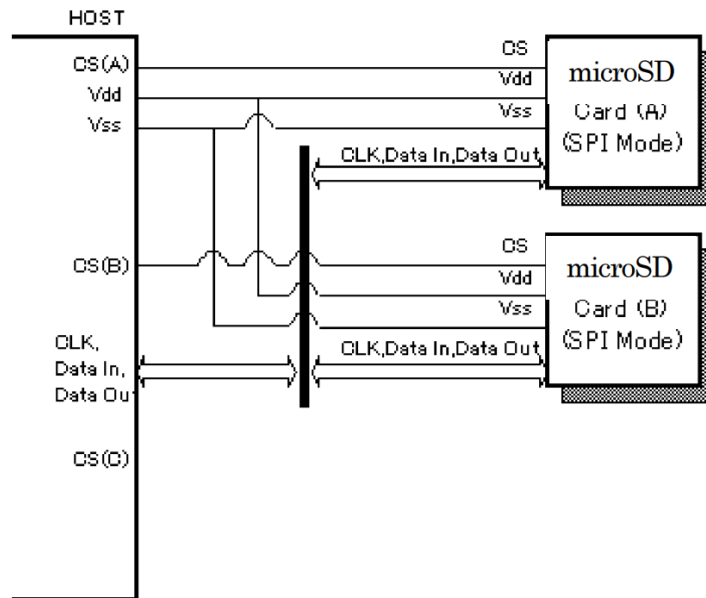 HOST
CS(A)
Vdd
Vss
CS
Vdd
Vss
microSD
Card (A)
(SPI Mode)
CLK,Data In,Data Out
CS(B)
CS
Vdd
Vss
microSD
Card (B)
(SPI Mode)
CLK,Data In,Data Out
CLK,
Data In,
Data Ou
CS(C)